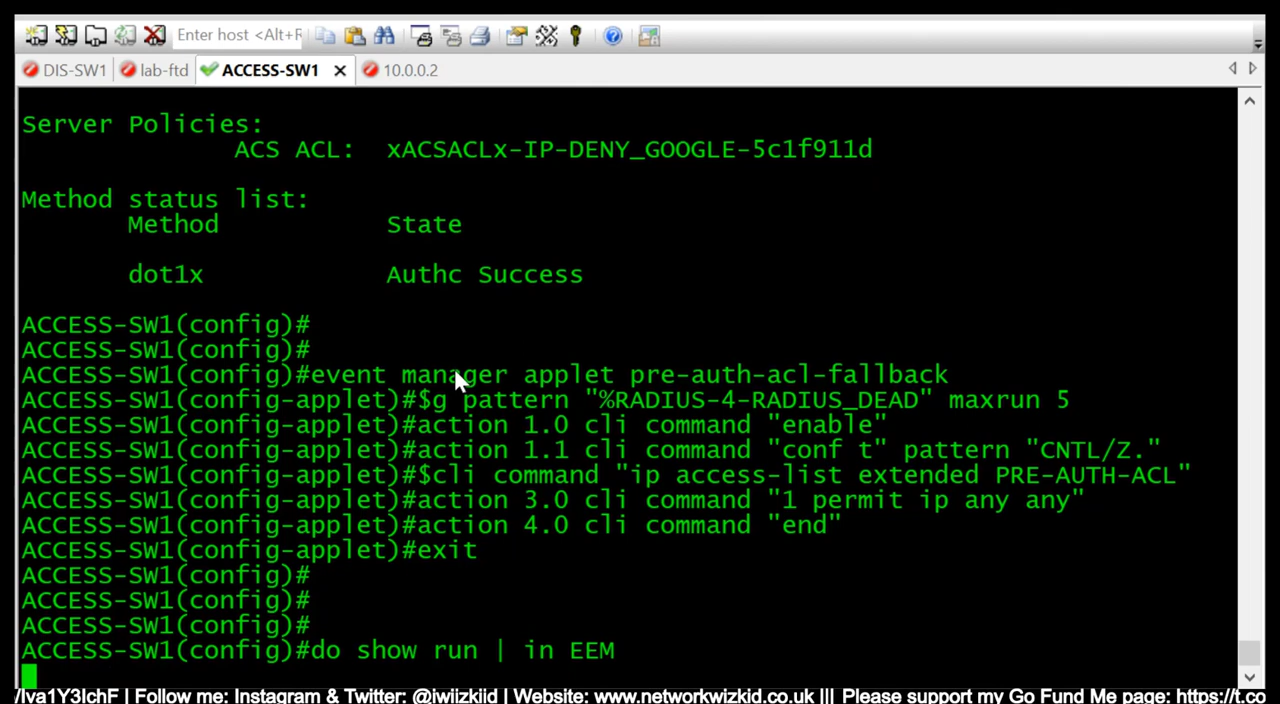 Enter host <Alt+R
DIS-SW1
lab-ftd
ACCESS-SW1
10.0.0.2
Server Policies:
ACS ACL: xACSACLx-IP-DENY_GOOGLE-5c1f911d
Method status list:
Method State
dot1x Authc Success
ACCESS-SW1(config)#
ACCESS-SW1(config)#
ACCESS-SW1(config)#event manager applet pre-auth-acl-fallback
ACCESS-SW1(config-applet)#$g pattern "%RADIUS-4-RADIUS_DEAD" maxrun 5
ACCESS-SW1(config-applet)#action 1.0 cli command "enable"
ACCESS-SW1(config-applet)#action 1.1 cli command "conf t" pattern "CNTL/Z."
ACCESS-SW1(config-applet)#$cli command "ip access-list extended PRE-AUTH-ACL"
ACCESS-SW1(config-applet)#action 3.0 cli command "1 permit ip any any"
ACCESS-SW1(config-applet)#action 4.0 cli command "end"
ACCESS-SW1(config-applet)#exit
ACCESS-SW1(config)#
ACCESS-SW1(config)#
ACCESS-SW1(config)#
ACCESS-SW1(config)#do show run | in EEM
/Iva1Y3IchF | Follow me: Instagram & Twitter: @iwiizkiid | Website: www.networkwizkid.co.uk ||| Please support my Go Fund Me page: https://t.co